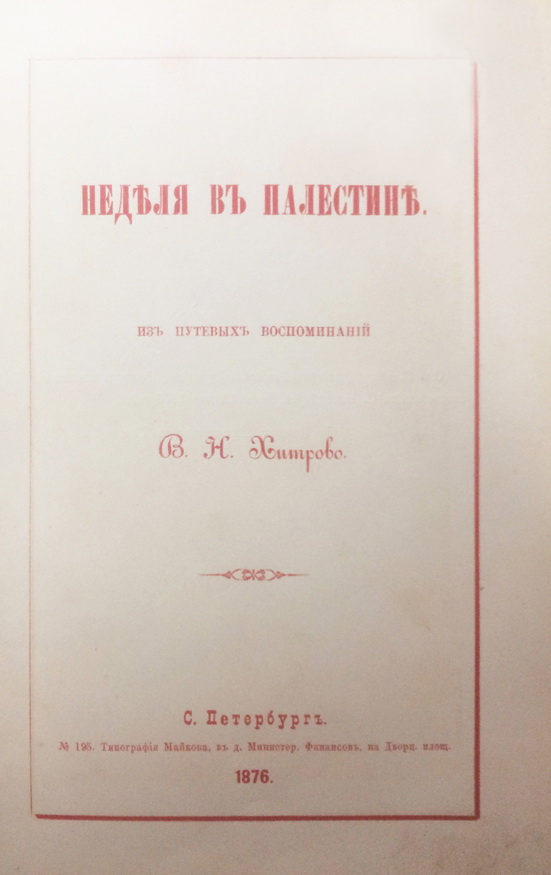 НЕДѢЛЯ ВЪ ПАЛЕСТИНѢ.
ИЗЪ ПУТЕВЫХЪ ВОСПОМИНАНІЙ
В. Н. Хитрово.
С. Петербургъ.
№ 195. Типографія Майкова, въ д. Министер. Финансовъ, на Дворц. площ.
1876.